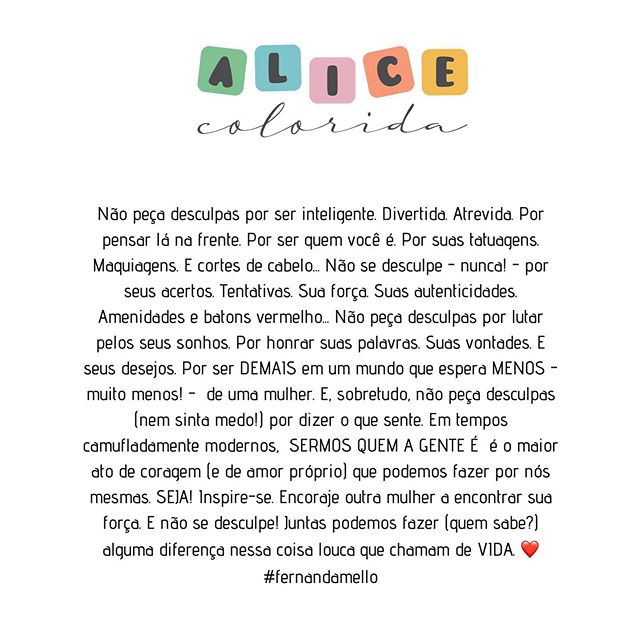 ALICE
colorida
Não peça desculpas por ser inteligente. Divertida. Atrevida. Por
pensar lá na frente. Por ser quem você é. Por suas tatuagens.
Maquiagens. E cortes de cabelo... Não se desculpe - nunca! - por
seus acertos. Tentativas. Sua força. Suas autenticidades.
Amenidades e batons vermelho... Não peça desculpas por lutar
pelos seus sonhos. Por honrar suas palavras. Suas vontades. E
seus desejos. Por ser DEMAIS em um mundo que espera MENOS -
muito menos! - de uma mulher. E, sobretudo, não peça desculpas
(nem sinta medo!) por dizer o que sente. Em tempos
camufladamente modernos, SERMOS QUEM A GENTE É é o maior
ato de coragem (e de amor próprio) que podemos fazer por nós
mesmas. SEJA! Inspire-se. Encoraje outra mulher a encontrar sua
força. E não se desculpe! Juntas podemos fazer (quem sabe?)
alguma diferença nessa coisa louca que chamam de VIDA. ❤️
#fernandamello